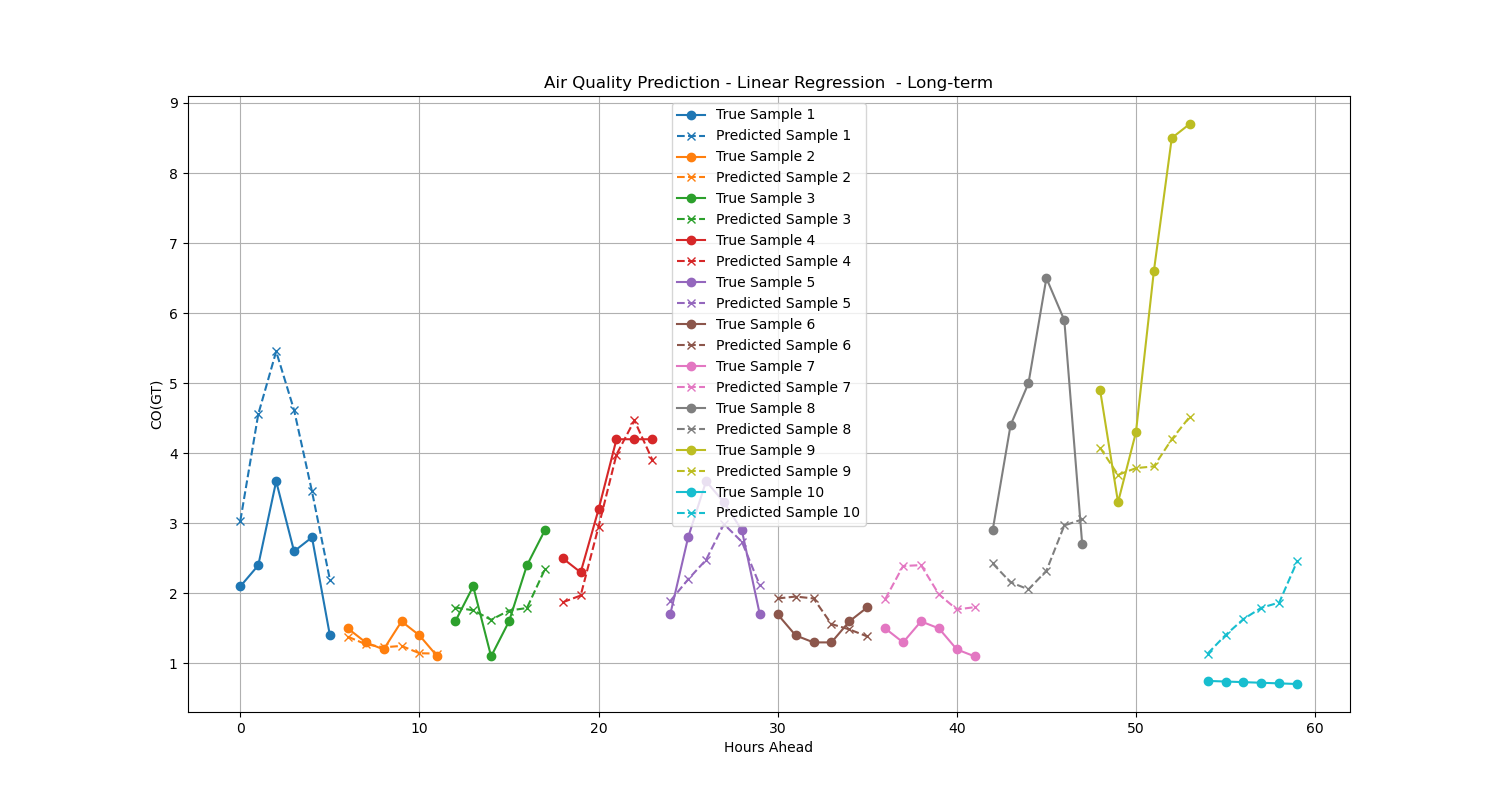 Air Quality Prediction - Linear Regression  - Long-term
9
8
7
6
5
4
3
2
1
CO(GT)
True Sample 1
Predicted Sample 1
True Sample 2
Predicted Sample 2
True Sample 3
Predicted Sample 3
True Sample 4
Predicted Sample 4
True Sample 5
Predicted Sample 5
True Sample 6
Predicted Sample 6
True Sample 7
Predicted Sample 7
True Sample 8
Predicted Sample 8
True Sample 9
Predicted Sample 9
True Sample 10
Predicted Sample 10
0 10 20 30 40 50 60
Hours Ahead